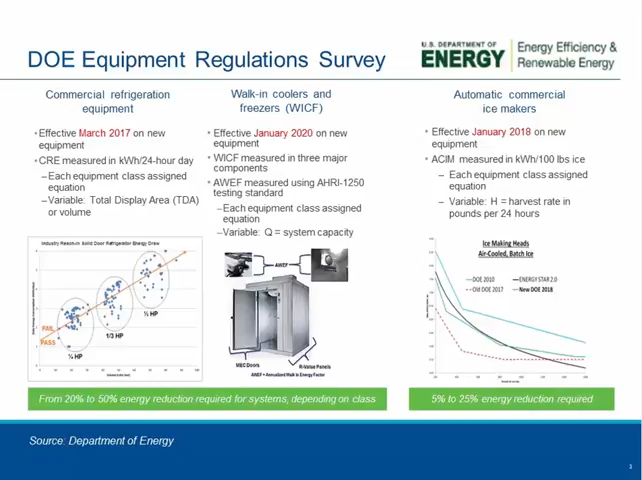 DOE Equipment Regulations Survey
U.S. DEPARTMENT OF
ENERGY
Energy Efficiency &
Renewable Energy
Commercial refrigeration
equipment
•Effective March 2017 on new
equipment
•CRE measured in kWh/24-hour day
–Each equipment class assigned
equation
–Variable: Total Display Area (TDA)
or volume
Industry Reach-in Solid Door Refrigerator Energy Draw
FAIL
PASS
¼ HP
1/3 HP
½ HP
Walk-in coolers and
freezers (WICF)
• Effective January 2020 on new
equipment
• WICF measured in three major
components
• AWEF measured using AHRI-1250
testing standard
–Each equipment class assigned
equation
–Variable: Q = system capacity
AWEF
MEC Doors
R-Value Panels
AWEF = Annualized Walk In Energy Factor
From 20% to 50% energy reduction required for systems, depending on class
Automatic commercial
ice makers
• Effective January 2018 on new
equipment
• ACIM measured in kWh/100 lbs ice
– Each equipment class assigned
equation
– Variable: H = harvest rate in
pounds per 24 hours
Ice Making Heads
Air-Cooled, Batch Ice
DOE 2010
ENERGY STAR 2.0
Old DOE 2017
New DOE 2018
5% to 25% energy reduction required
Source: Department of Energy